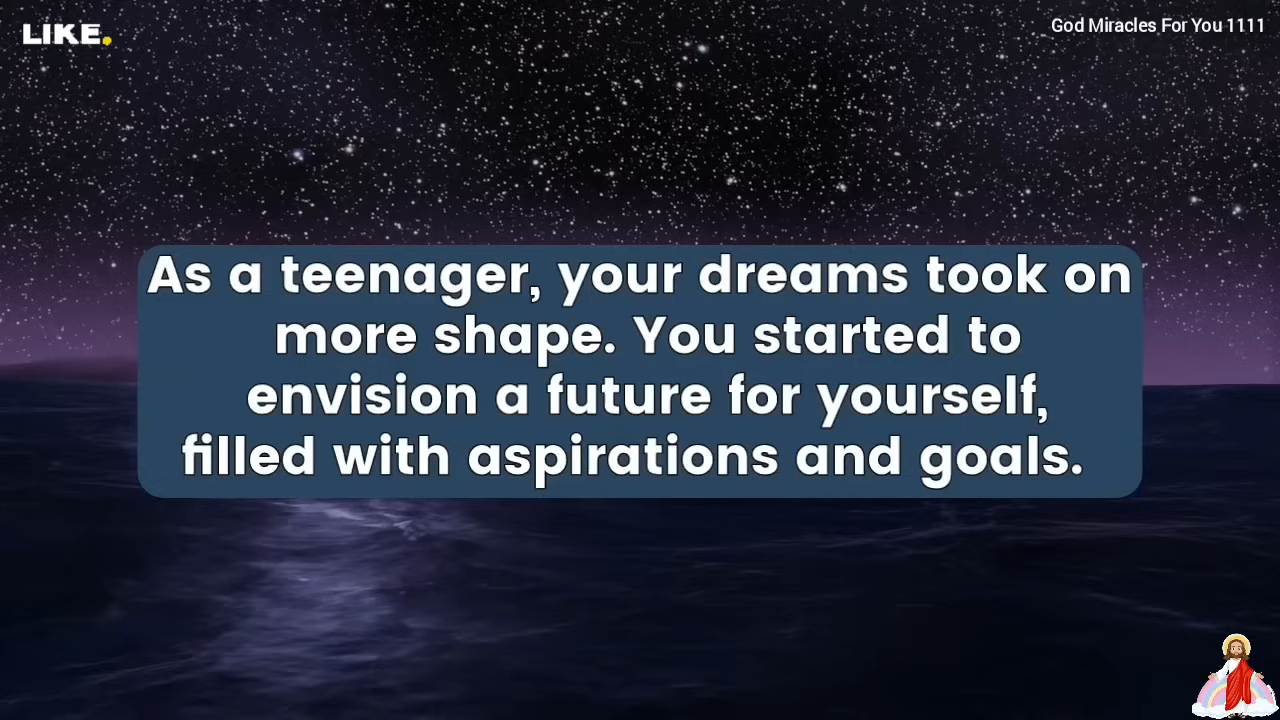 LIKE.
God Miracles For You 1111
As a teenager, your dreams took on
more shape. You started to
envision a future for yourself,
filled with aspirations and goals.